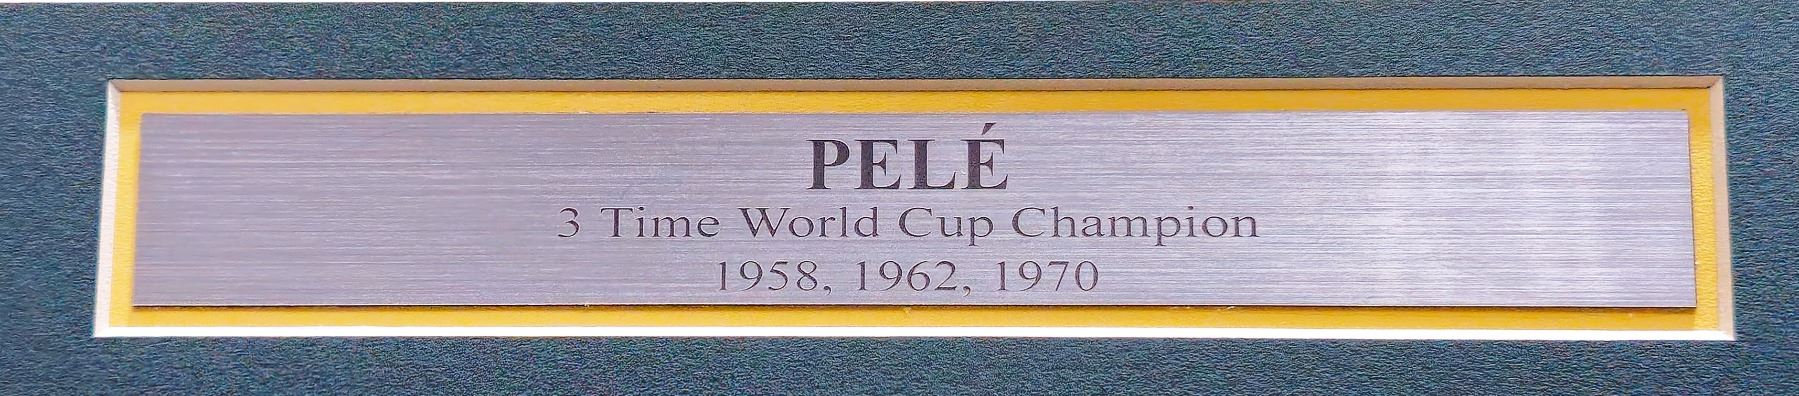 PELÉ
3 Time World Cup Champion
1958, 1962, 1970